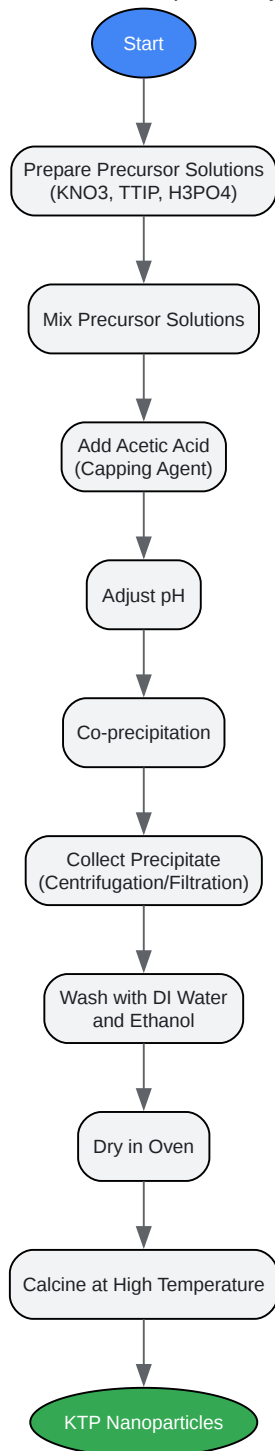 Start
Prepare Precursor Solutions
(KNO3, TTIP, H3PO4)
Mix Precursor Solutions
Add Acetic Acid
(Capping Agent)
Adjust pH
Co-precipitation
Collect Precipitate
(Centrifugation/Filtration)
Wash with DI Water
and Ethanol
Dry in Oven
Calcine at High Temperature
KTP Nanoparticles